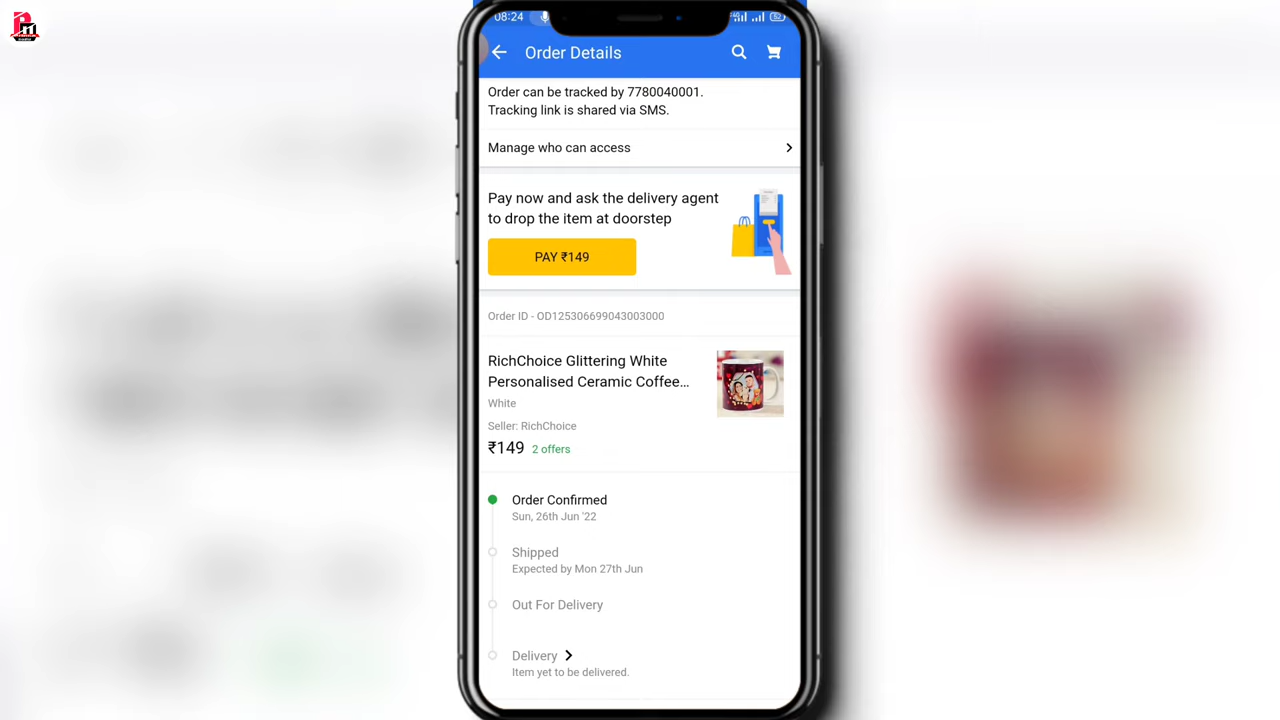 08:24
Order Details
Order can be tracked by 7780040001.
Tracking link is shared via SMS.
Manage who can access
Pay now and ask the delivery agent
to drop the item at doorstep
PAY ₹149
Order ID - OD125306699043003000
RichChoice Glittering White
Personalised Ceramic Coffee...
White
Seller: RichChoice
₹149 2 offers
Order Confirmed
Sun, 26th Jun '22
Shipped
Expected by Mon 27th Jun
Out For Delivery
Delivery
Item yet to be delivered.